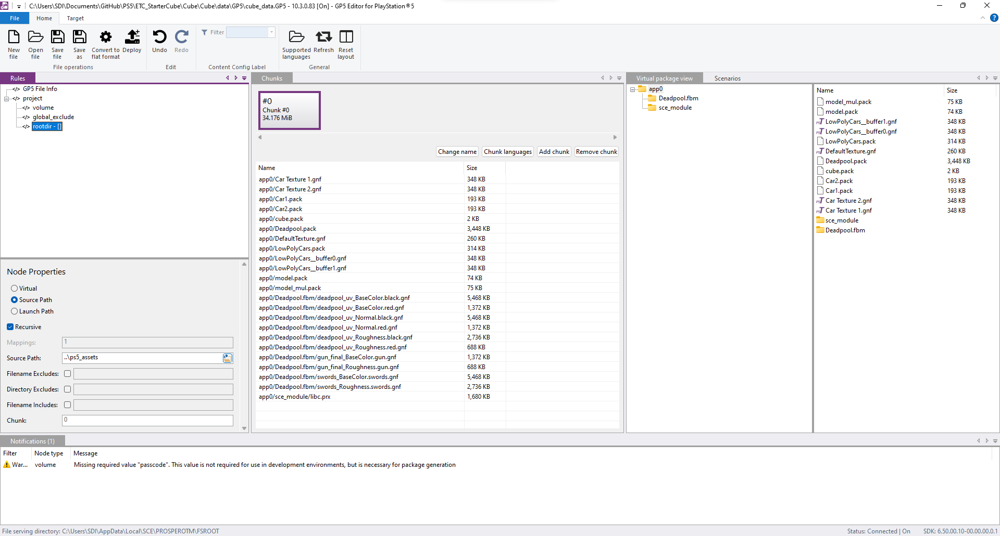 C:\Users\SDI\Documents\GitHub\PS5\ETC_StarterCube\Cube\Cube\data\GP5\cube_data.GP5 - 10.3.0.83 [On] - GP5 Editor for PlayStation®5
File Home Target
New file
Open file
Save file
Save as
Convert to flat format
Deploy
Undo
Redo
Filter
Supported languages
Refresh
Reset layout
File operations
Edit
Content Config Label
General
Rules
GP5 File Info
project
volume
global_exclude
rootdir - []
Node Properties
Virtual
Source Path
Launch Path
Recursive
Mappings: 1
Source Path: ..\ps5_assets
Filename Excludes:
Directory Excludes:
Filename Includes:
Chunk: 0
Chunks
#0
Chunk #0
34.176 MiB
Change name Chunk languages Add chunk Remove chunk
Name Size
app0/Car Texture 1.gnf 348 KB
app0/Car Texture 2.gnf 348 KB
app0/Car1.pack 193 KB
app0/Car2.pack 193 KB
app0/cube.pack 2 KB
app0/Deadpool.pack 3,448 KB
app0/DefaultTexture.gnf 260 KB
app0/LowPolyCars.pack 314 KB
app0/LowPolyCars__buffer0.gnf 348 KB
app0/LowPolyCars__buffer1.gnf 348 KB
app0/model.pack 74 KB
app0/model_mul.pack 75 KB
app0/Deadpool.fbm/deadpool_uv_BaseColor.black.gnf 5,468 KB
app0/Deadpool.fbm/deadpool_uv_BaseColor.red.gnf 1,372 KB
app0/Deadpool.fbm/deadpool_uv_Normal.black.gnf 5,468 KB
app0/Deadpool.fbm/deadpool_uv_Normal.red.gnf 1,372 KB
app0/Deadpool.fbm/deadpool_uv_Roughness.black.gnf 2,736 KB
app0/Deadpool.fbm/deadpool_uv_Roughness.red.gnf 688 KB
app0/Deadpool.fbm/gun_final_BaseColor.gun.gnf 1,372 KB
app0/Deadpool.fbm/gun_final_Roughness.gun.gnf 688 KB
app0/Deadpool.fbm/swords_BaseColor.swords.gnf 5,468 KB
app0/Deadpool.fbm/swords_Roughness.swords.gnf 2,736 KB
app0/sce_module/libc.prx 1,680 KB
Virtual package view Scenarios
app0
Deadpool.fbm
sce_module
Name Size
model_mul.pack 75 KB
model.pack 74 KB
LowPolyCars__buffer1.gnf 348 KB
LowPolyCars__buffer0.gnf 348 KB
LowPolyCars.pack 314 KB
DefaultTexture.gnf 260 KB
Deadpool.pack 3,448 KB
cube.pack 2 KB
Car2.pack 193 KB
Car1.pack 193 KB
Car Texture 2.gnf 348 KB
Car Texture 1.gnf 348 KB
sce_module
Deadpool.fbm
Notifications (1)
Filter Node type Message
War... volume Missing required value "passcode". This value is not required for use in development environments, but is necessary for package generation
File serving directory: C:\Users\SDI\AppData\Local\SCE\PROSPEROTM\FSROOT
Status: Connected | On SDK: 6.50.00.10-00.00.00.0.1